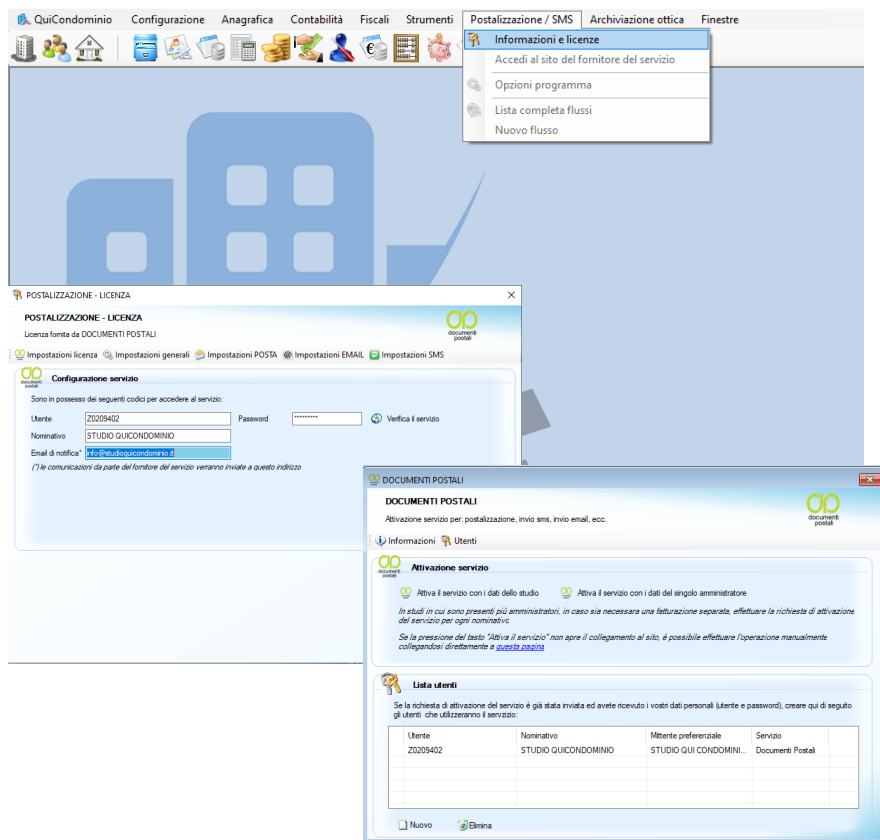 QuiCondominio Configurazione Anagrafica Contabilità Fiscali Strumenti Postalizzazione / SMS Archiviazione ottica Finestre
Informazioni e licenze
Accedi al sito del fornitore del servizio
Opzioni programma
Lista completa flussi
Nuovo flusso
POSTALIZZAZIONE - LICENZA
POSTALIZZAZIONE - LICENZA
Licenza fornita da DOCUMENTI POSTALI
documenti
postali
Impostazioni licenza Impostazioni generali Impostazioni POSTA Impostazioni EMAIL Impostazioni SMS
documenti
postali
Configurazione servizio
Sono in possesso dei seguenti codici per accedere al servizio:
Utente Z0209402 Password ********* Verifica il servizio
Nominativo STUDIO QUICONDOMINIO
Email di notifica* info@studioquicondominio.it
(*) le comunicazioni da parte del fornitore del servizio verranno inviate a questo indirizzo
DOCUMENTI POSTALI
DOCUMENTI POSTALI
Attivazione servizio per: postalizzazione, invio sms, invio email, ecc.
documenti
postali
Informazioni Utenti
documenti
postali
Attivazione servizio
Attiva il servizio con i dati dello studio Attiva il servizio con i dati del singolo amministratore
In studi in cui sono presenti più amministratori, in caso sia necessara una fatturazione separata, effettuare la richiesta di attivazione
del servizio per ogni nominativo
Se la pressione del tasto "Attiva il servizio" non apre il collegamento al sito, è possibile effettuare l'operazione manualmente
collegandosi direttamente a questa pagina
Lista utenti
Se la richiesta di attivazione del servizio è già stata inviata ed avete ricevuto i vostri dati personali (utente e password), creare qui di seguito
gli utenti che utilizzeranno il servzizio:
Utente Nominativo Mittente preferenziale Servizio
Z0209402 STUDIO QUICONDOMINIO STUDIO QUI CONDOMINI... Documenti Postali
Nuovo Elimina